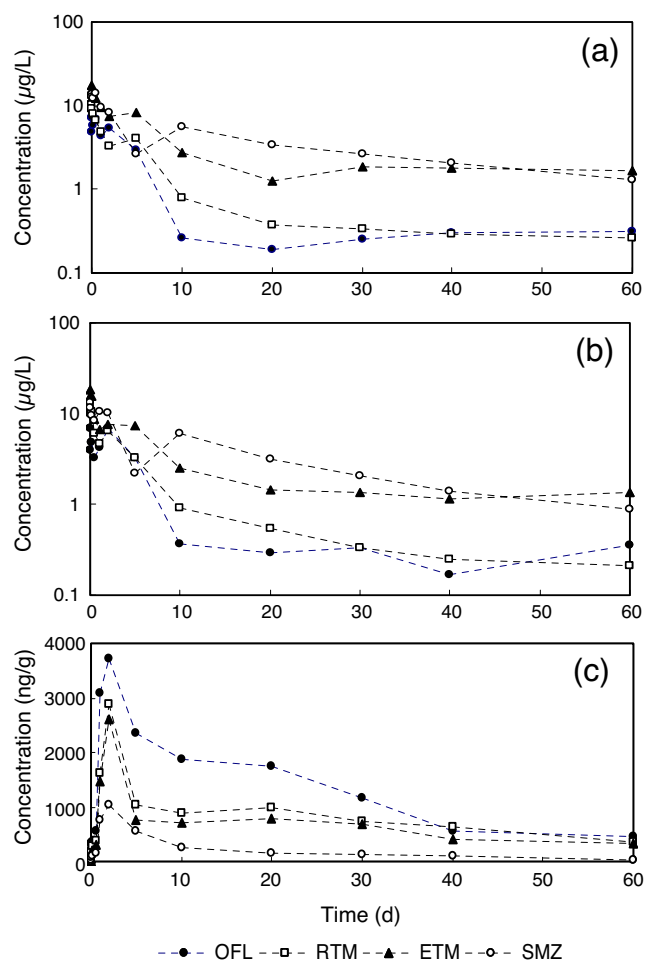 (a)
Concentration (µg/L)
100
10
1
0.1
0 10 20 30 40 50 60
(b)
Concentration (µg/L)
100
10
1
0.1
0 10 20 30 40 50 60
(c)
Concentration (ng/g)
4000
3000
2000
1000
0
0 10 20 30 40 50 60
Time (d)
OFL RTM ETM SMZ